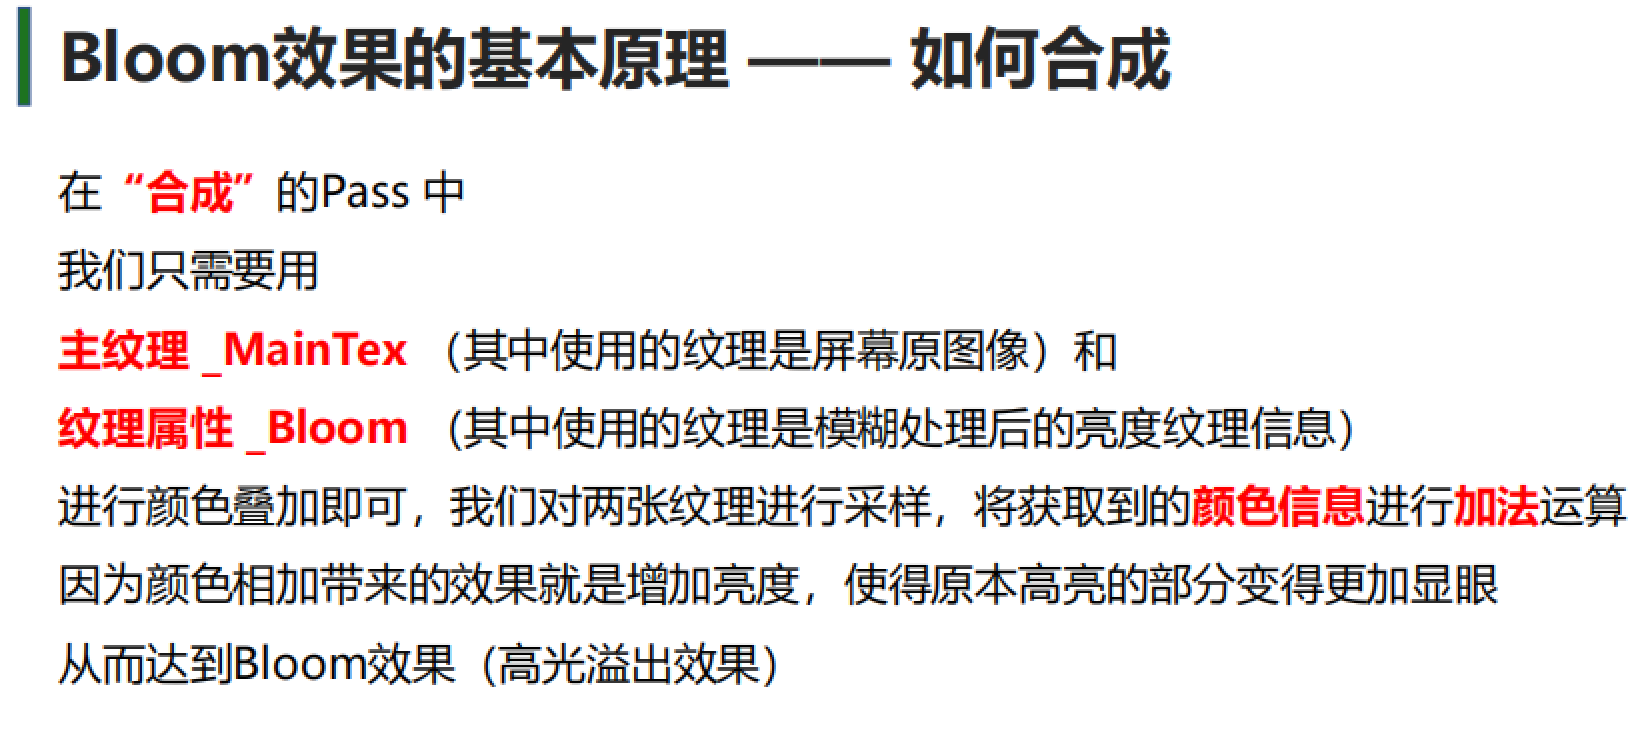 Bloom效果的基本原理 —— 如何合成
在“合成”的Pass 中
我们只需要用
主纹理 _MainTex （其中使用的纹理是屏幕原图像）和
纹理属性 _Bloom （其中使用的纹理是模糊处理后的亮度纹理信息）
进行颜色叠加即可，我们对两张纹理进行采样，将获取到的颜色信息进行加法运算
因为颜色相加带来的效果就是增加亮度，使得原本高亮的部分变得更加显眼
从而达到Bloom效果（高光溢出效果）